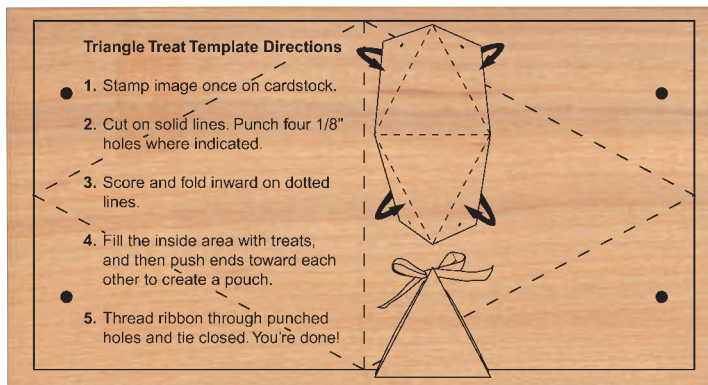 Triangle Treat Template Directions
1. Stamp image once on cardstock.
2. Cut on solid lines. Punch four 1/8"
holes where indicated.
3. Score and fold inward on dotted
lines.
4. Fill the inside area with treats,
and then push ends toward each
other to create a pouch.
5. Thread ribbon through punched
holes and tie closed. You're done!